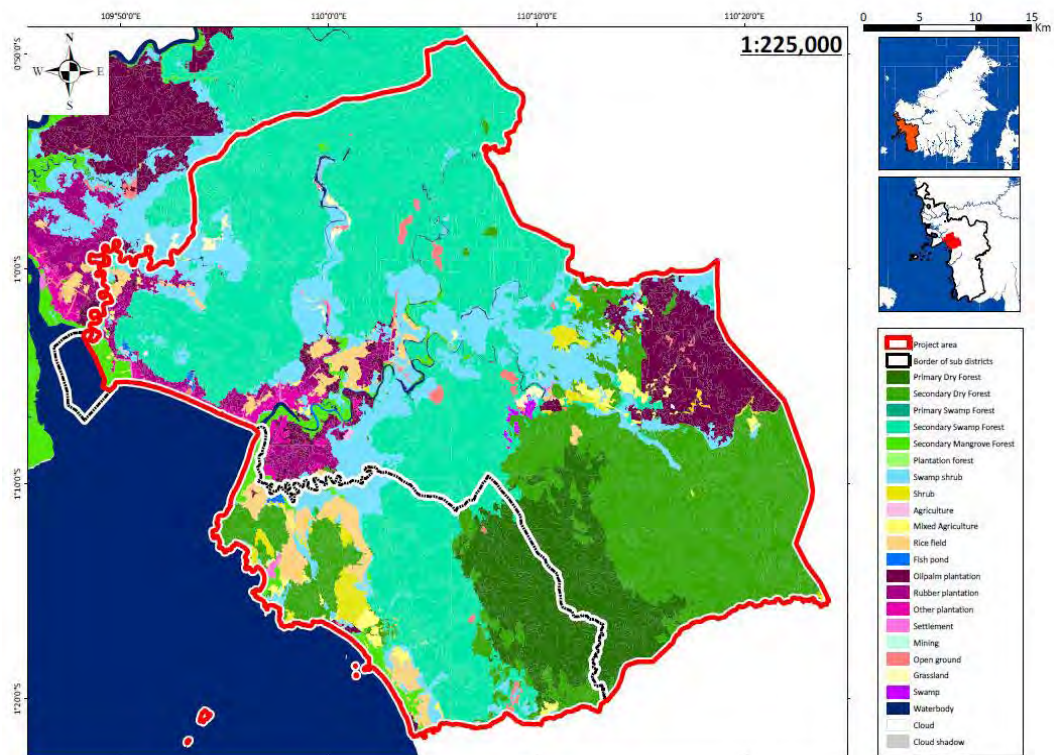 109°50'0"E 110°0'0"E 110°10'0"E 110°20'0"E
0 5 10 15
Km
N
W E
S
1:225,000
0°50'0"S
1°0'0"S
1°10'0"S
1°20'0"S
Project area
Border of sub districts
Primary Dry Forest
Secondary Dry Forest
Primary Swamp Forest
Secondary Swamp Forest
Secondary Mangrove Forest
Plantation forest
Swamp shrub
Shrub
Agriculture
Mixed Agriculture
Rice field
Fish pond
Oilpalm plantation
Rubber plantation
Other plantation
Settlement
Mining
Open ground
Grassland
Swamp
Waterbody
Cloud
Cloud shadow